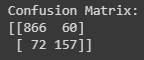 Confusion Matrix:
[[866  60]
 [ 72 157]]